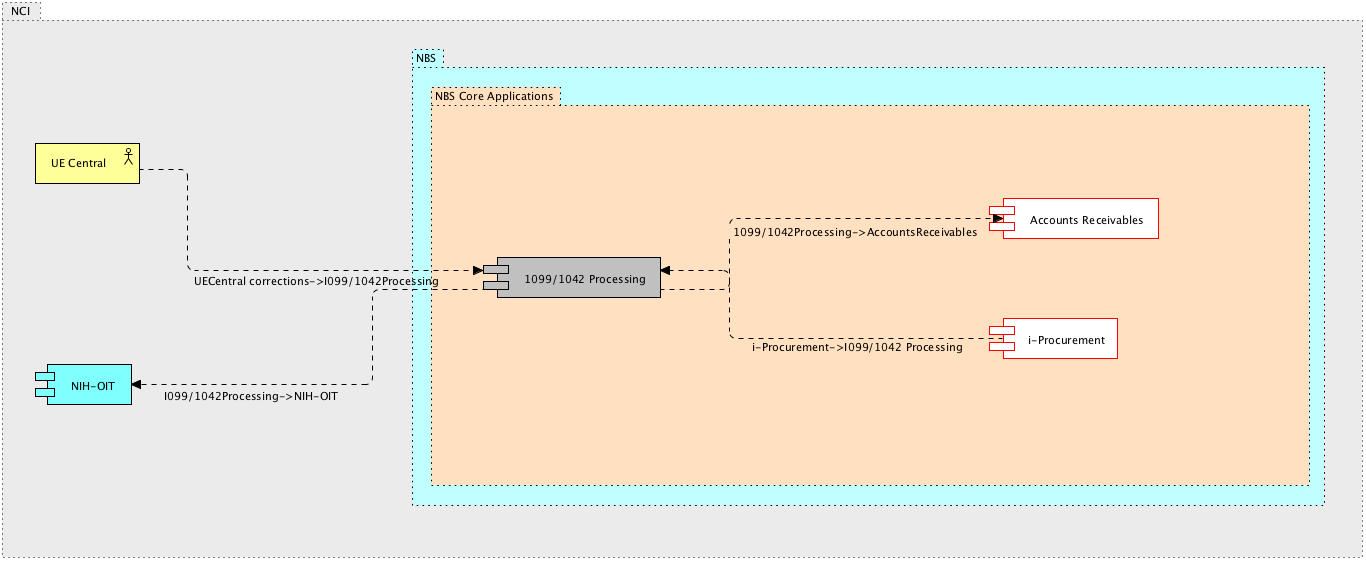 NCI
NBS
NBS Core Applications
UE Central
Accounts Receivables
1099/1042Processing->AccountsReceivables
1099/1042 Processing
UECentral corrections->I099/1042Processing
i-Procurement
i-Procurement->I099/1042 Processing
NIH-OIT
I099/1042Processing->NIH-OIT